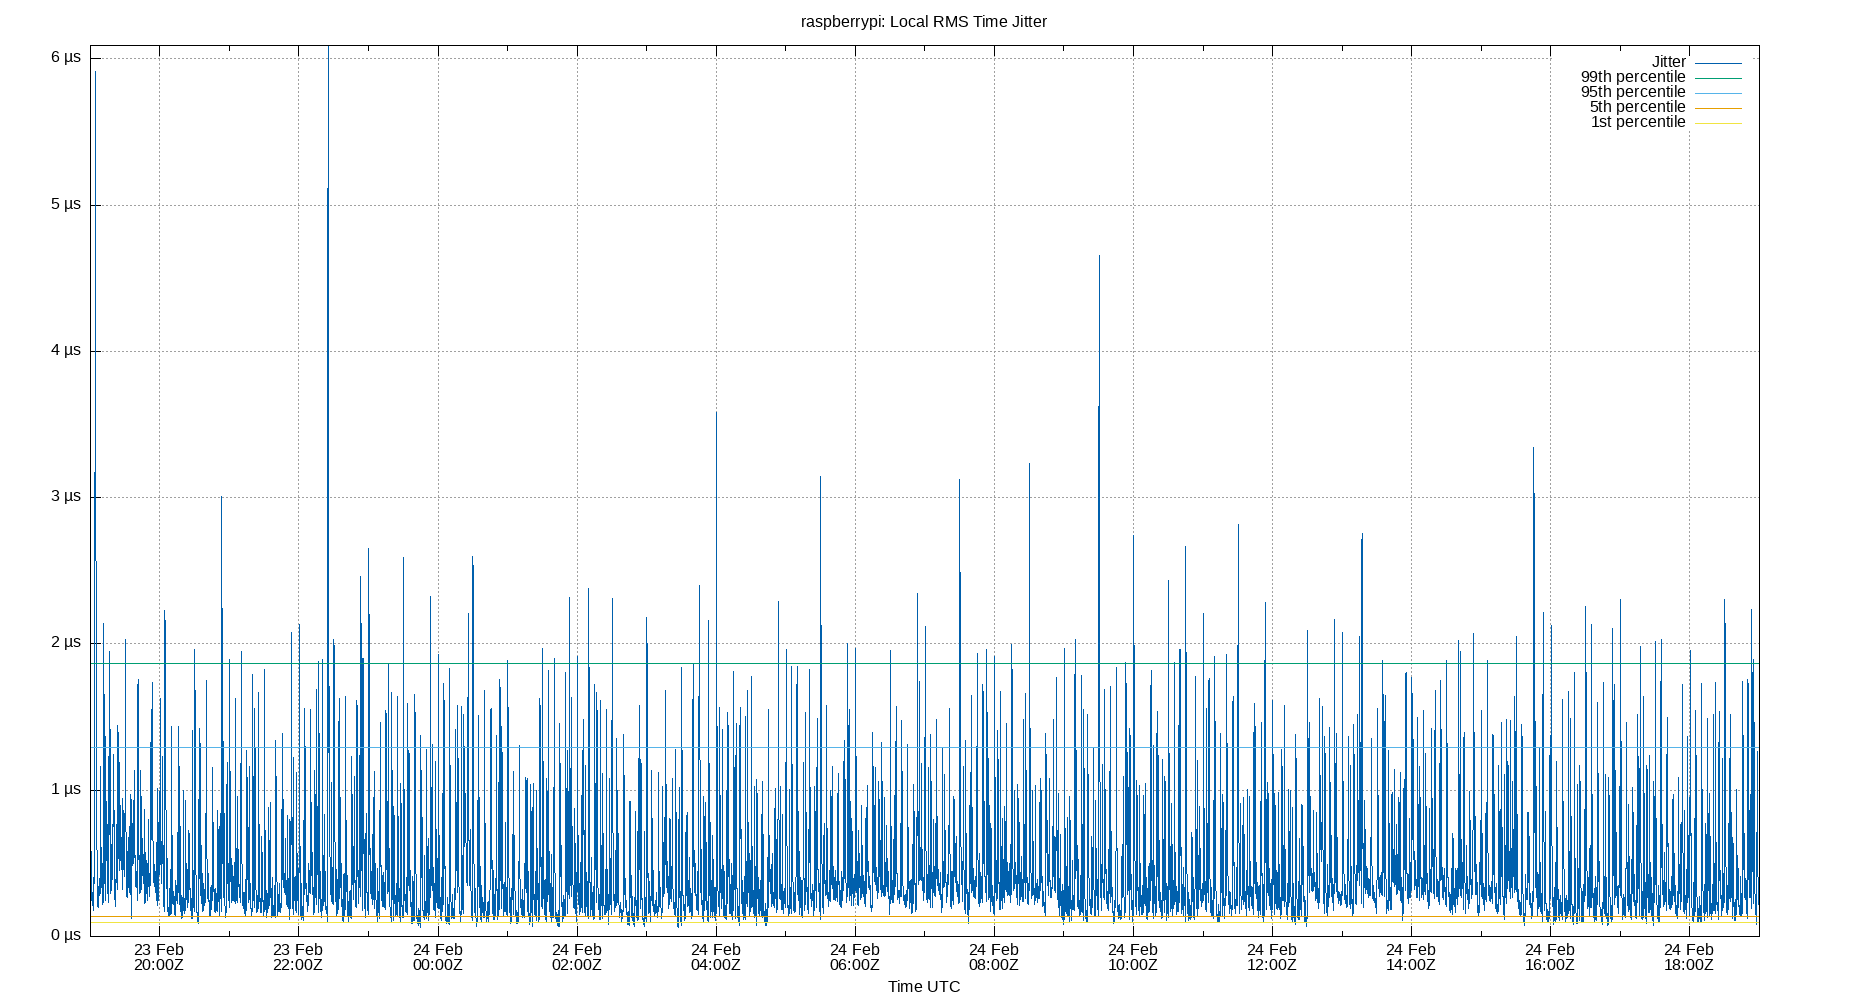 raspberrypi: Local RMS Time Jitter
6 µs
5 µs
4 µs
3 µs
2 µs
1 µs
0 µs
Jitter
99th percentile
95th percentile
5th percentile
1st percentile
23 Feb
20:00Z
23 Feb
22:00Z
24 Feb
00:00Z
24 Feb
02:00Z
24 Feb
04:00Z
24 Feb
06:00Z
24 Feb
08:00Z
24 Feb
10:00Z
24 Feb
12:00Z
24 Feb
14:00Z
24 Feb
16:00Z
24 Feb
18:00Z
Time UTC